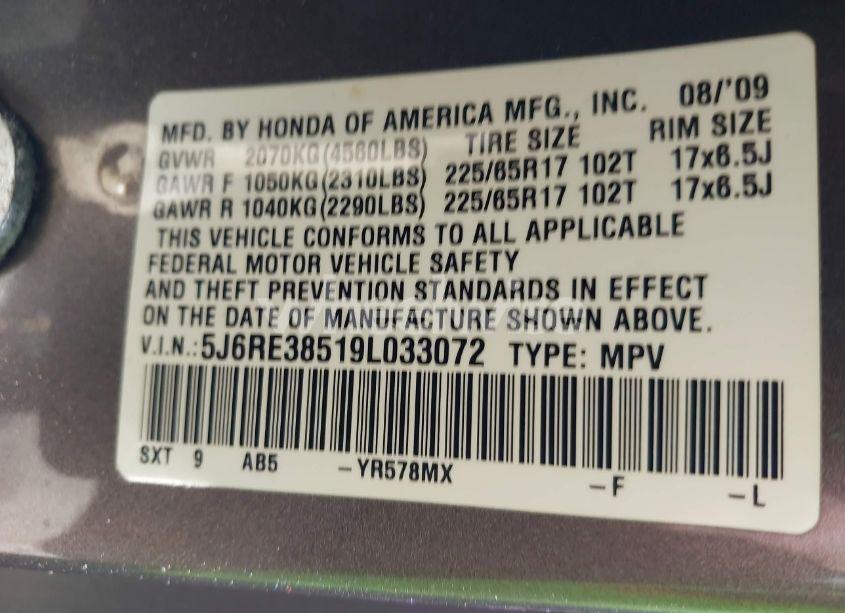 MFD. BY HONDA OF AMERICA MFG., INC. 08/'09
GVWR 2070KG(4560LBS) TIRE SIZE RIM SIZE
GAWR F 1050KG(2310LBS) 225/65R17 102T 17x6.5J
GAWR R 1040KG(2290LBS) 225/65R17 102T 17x6.5J
THIS VEHICLE CONFORMS TO ALL APPLICABLE
FEDERAL MOTOR VEHICLE SAFETY
AND THEFT PREVENTION STANDARDS IN EFFECT
ON THE DATE OF MANUFACTURE SHOWN ABOVE.
V.I.N.:5J6RE38519L033072 TYPE: MPV
SXT 9 AB5 -YR578MX -F -L